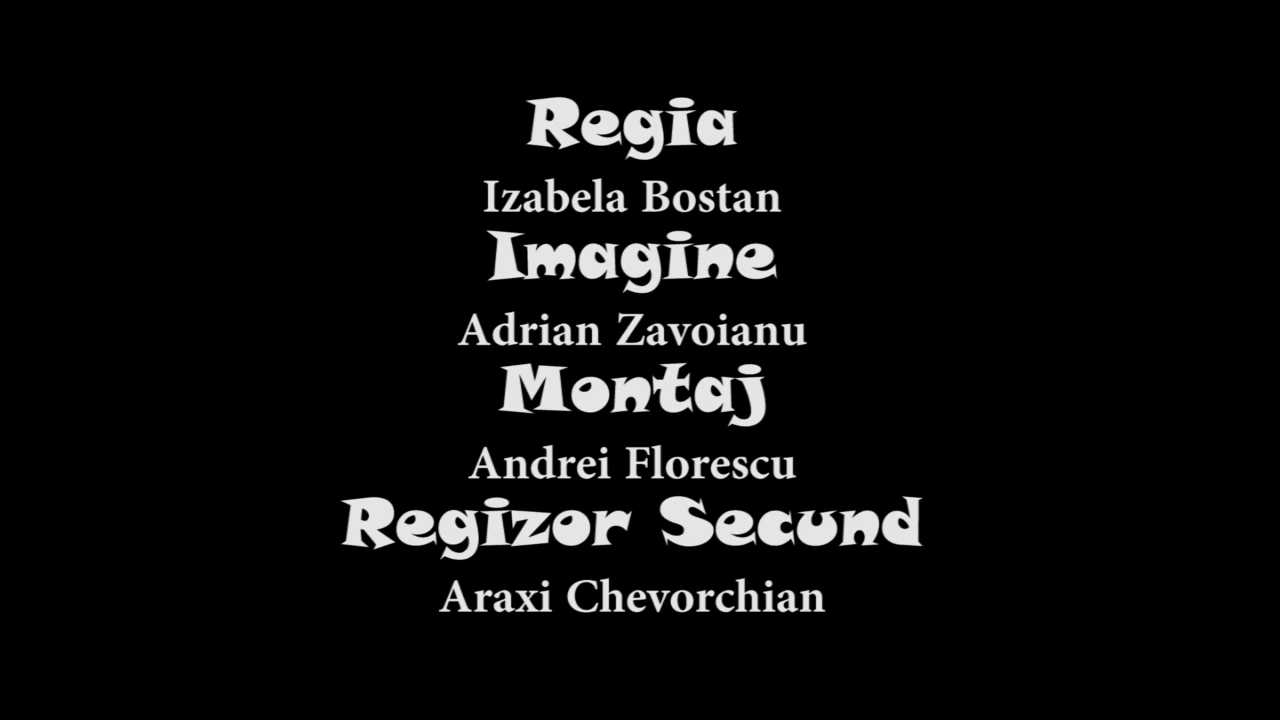 Regia
Izabela Bostan
Imagine
Adrian Zavoianu
Montaj
Andrei Florescu
Regizor Secund
Araxi Chevorchian